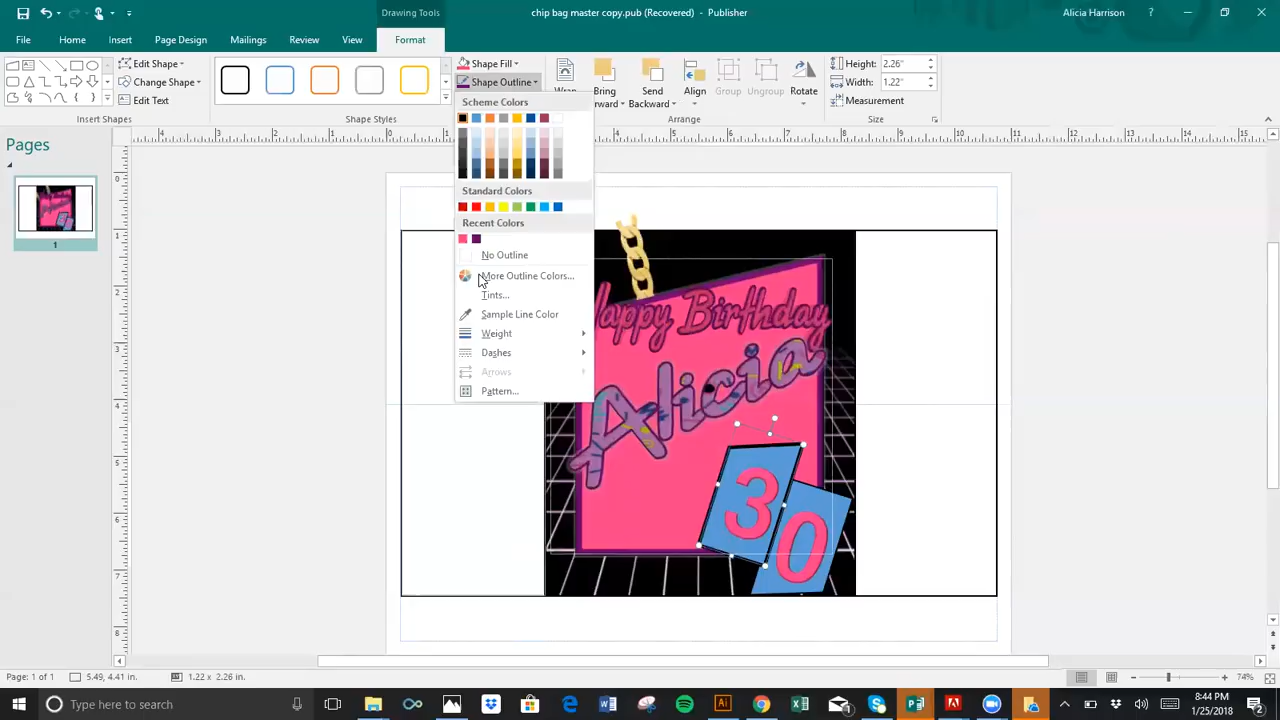 Drawing Tools
chip bag master copy.pub (Recovered) - Publisher
Alicia Harrison
?
File Home Insert Page Design Mailings Review View Format
Edit Shape
Change Shape
Edit Text
Insert Shapes
Shape Styles
Shape Fill
Shape Outline
Wrap
Bring
Forward
Send
Backward
Align
Group
Ungroup
Rotate
Arrange
Height: 2.26"
Width: 1.22"
Measurement
Size
Pages
1
Scheme Colors
Standard Colors
Recent Colors
No Outline
More Outline Colors...
Tints...
Sample Line Color
Weight
Dashes
Arrows
Pattern...
Happy Birthday
Alicia
30
Page: 1 of 1
5.49, 4.41 in.
1.22 x 2.26 in.
74%
Type here to search
8:44 PM
1/25/2018